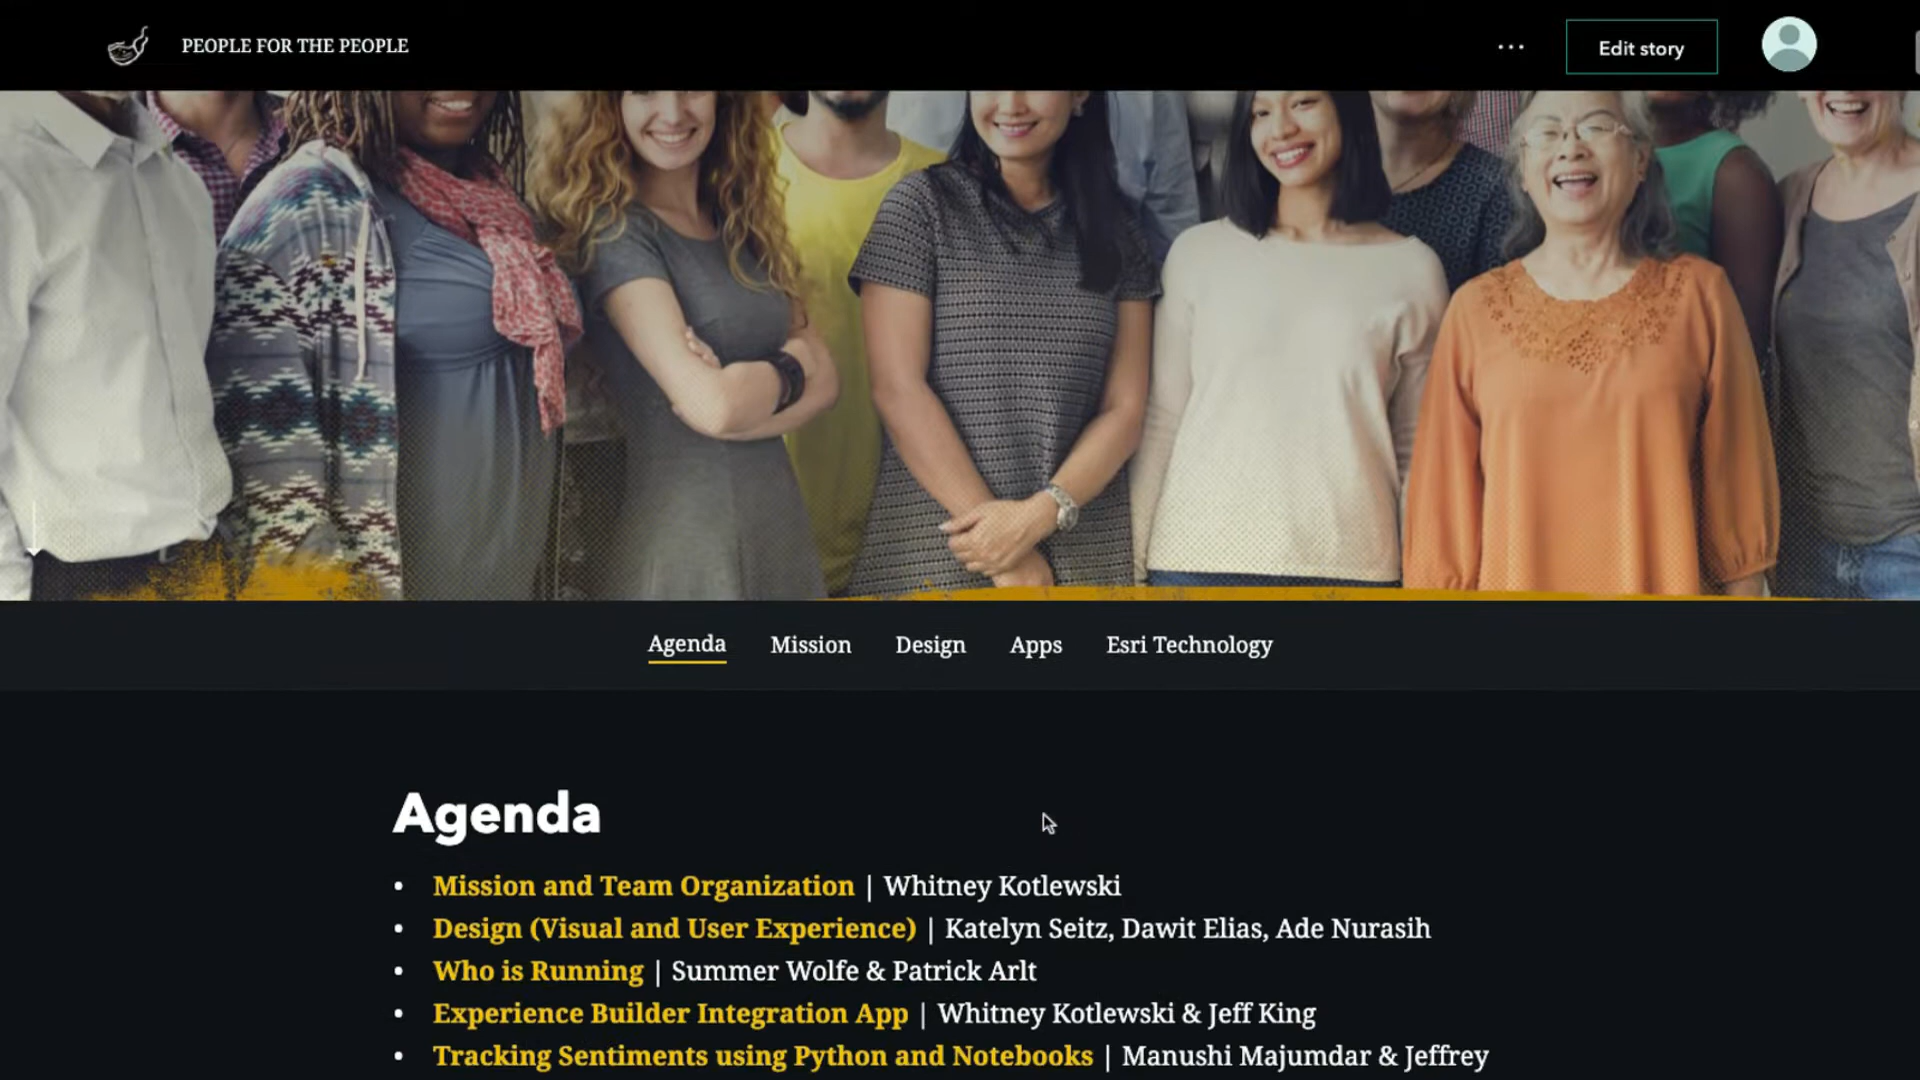 PEOPLE FOR THE PEOPLE
...
Edit story
Agenda Mission Design Apps Esri Technology
Agenda
• Mission and Team Organization | Whitney Kotlewski
• Design (Visual and User Experience) | Katelyn Seitz, Dawit Elias, Ade Nurasih
• Who is Running | Summer Wolfe & Patrick Arlt
• Experience Builder Integration App | Whitney Kotlewski & Jeff King
• Tracking Sentiments using Python and Notebooks | Manushi Majumdar & Jeffrey